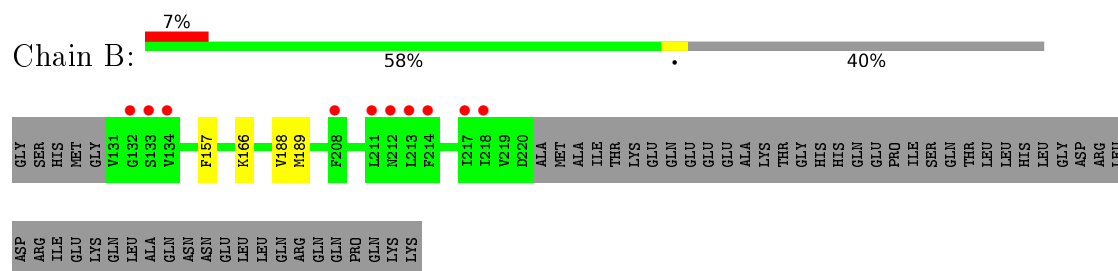 7%
Chain B:
58% • 40%
GLY SER HIS MET GLY V131 G132 S133 V134 F157 K166 V188 M189 F208 L211 N212 L213 F214 I217 I218 V219 D220 ALA MET ALA ILE THR LYS GLU GLN GLU GLU ALA LYS THR GLY HIS HIS GLN GLU PRO ILE SER GLN THR LEU LEU HIS LEU GLY ASP ARG LEU
ASP ARG ILE GLU LYS GLN LEU ALA GLN ASN ASN GLU LEU LEU GLN ARG GLN GLN PRO GLN LYS LYS